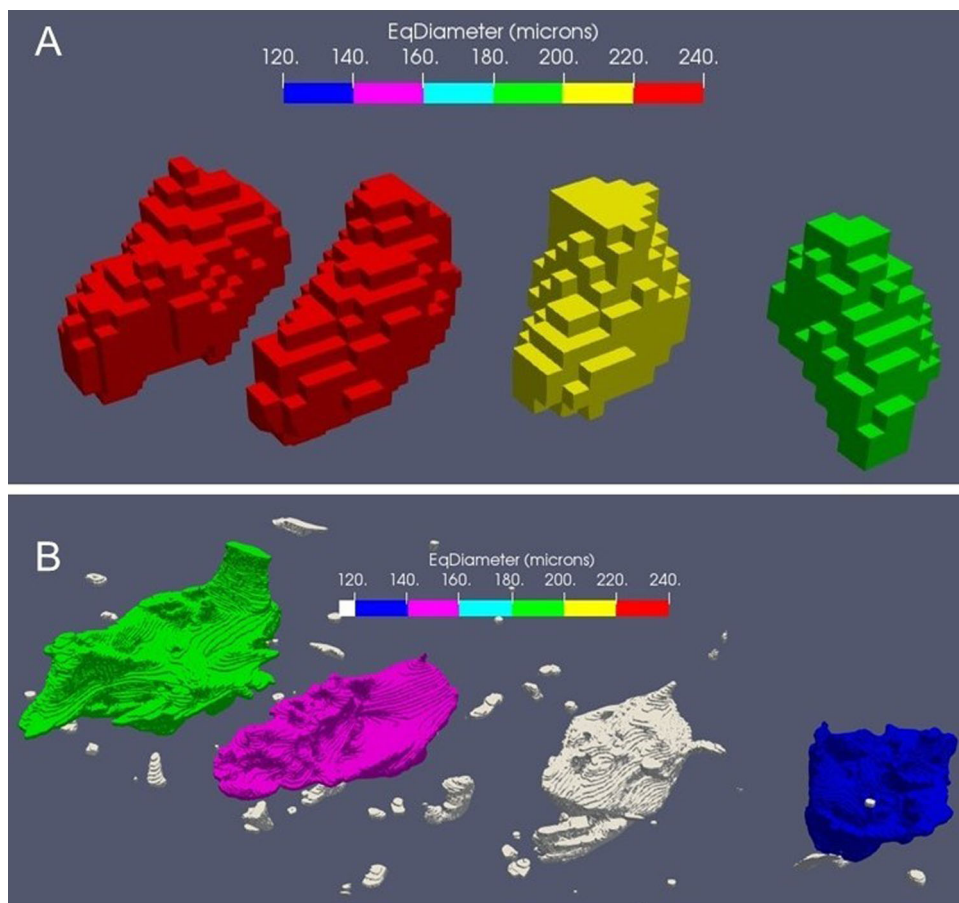 A
EqDiameter (microns)
120. 140. 160. 180. 200. 220. 240.
B
EqDiameter (microns)
120. 140. 160. 180. 200. 220. 240.